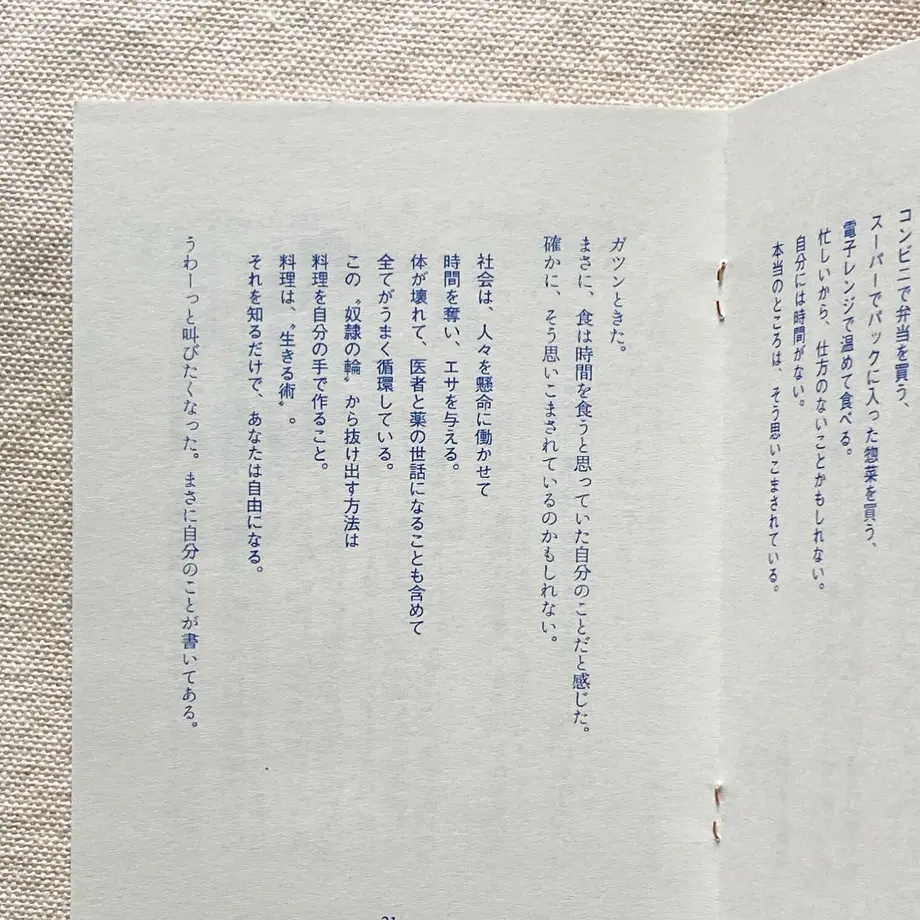 コンビニで弁当を買う、
スーパーでパックに入った惣菜を買う、
電子レンジで温めて食べる。
忙しいから、仕方のないことかもしれない。
自分には時間がない。
本当のところは、そう思いこまされている。
ガツンときた。
まさに、食は時間を食うと思っていた自分のことだと感じた。
確かに、そう思いこまされているのかもしれない。
社会は、人々を懸命に働かせて
時間を奪い、エサを与える。
体が壊れて、医者と薬の世話になることも含めて
全てがうまく循環している。
この〝奴隷の輪〟から抜け出す方法は
料理を自分の手で作ること。
料理は、〝生きる術〟。
それを知るだけで、あなたは自由になる。
うわーっと叫びたくなった。まさに自分のことが書いてある。